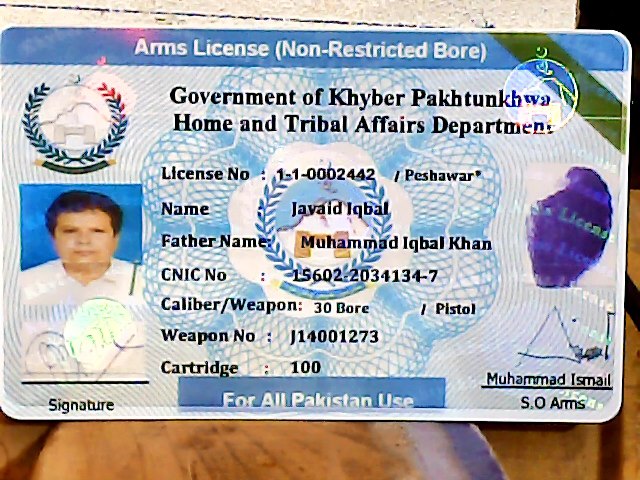 Arms License (Non-Restricted Bore)
Government of Khyber Pakhtunkhwa
Home and Tribal Affairs Department
License No : 1-1-0002442 / Peshawar*
Name Javaid Iqbal
Father Name: Muhammad Iqbal Khan
CNIC No : 15602-2034134-7
Caliber/Weapon: 30 Bore / Pistol
Weapon No : J14001273
Cartridge : 100
Muhammad Ismail
Signature
S.O Arms
For All Pakistan Use